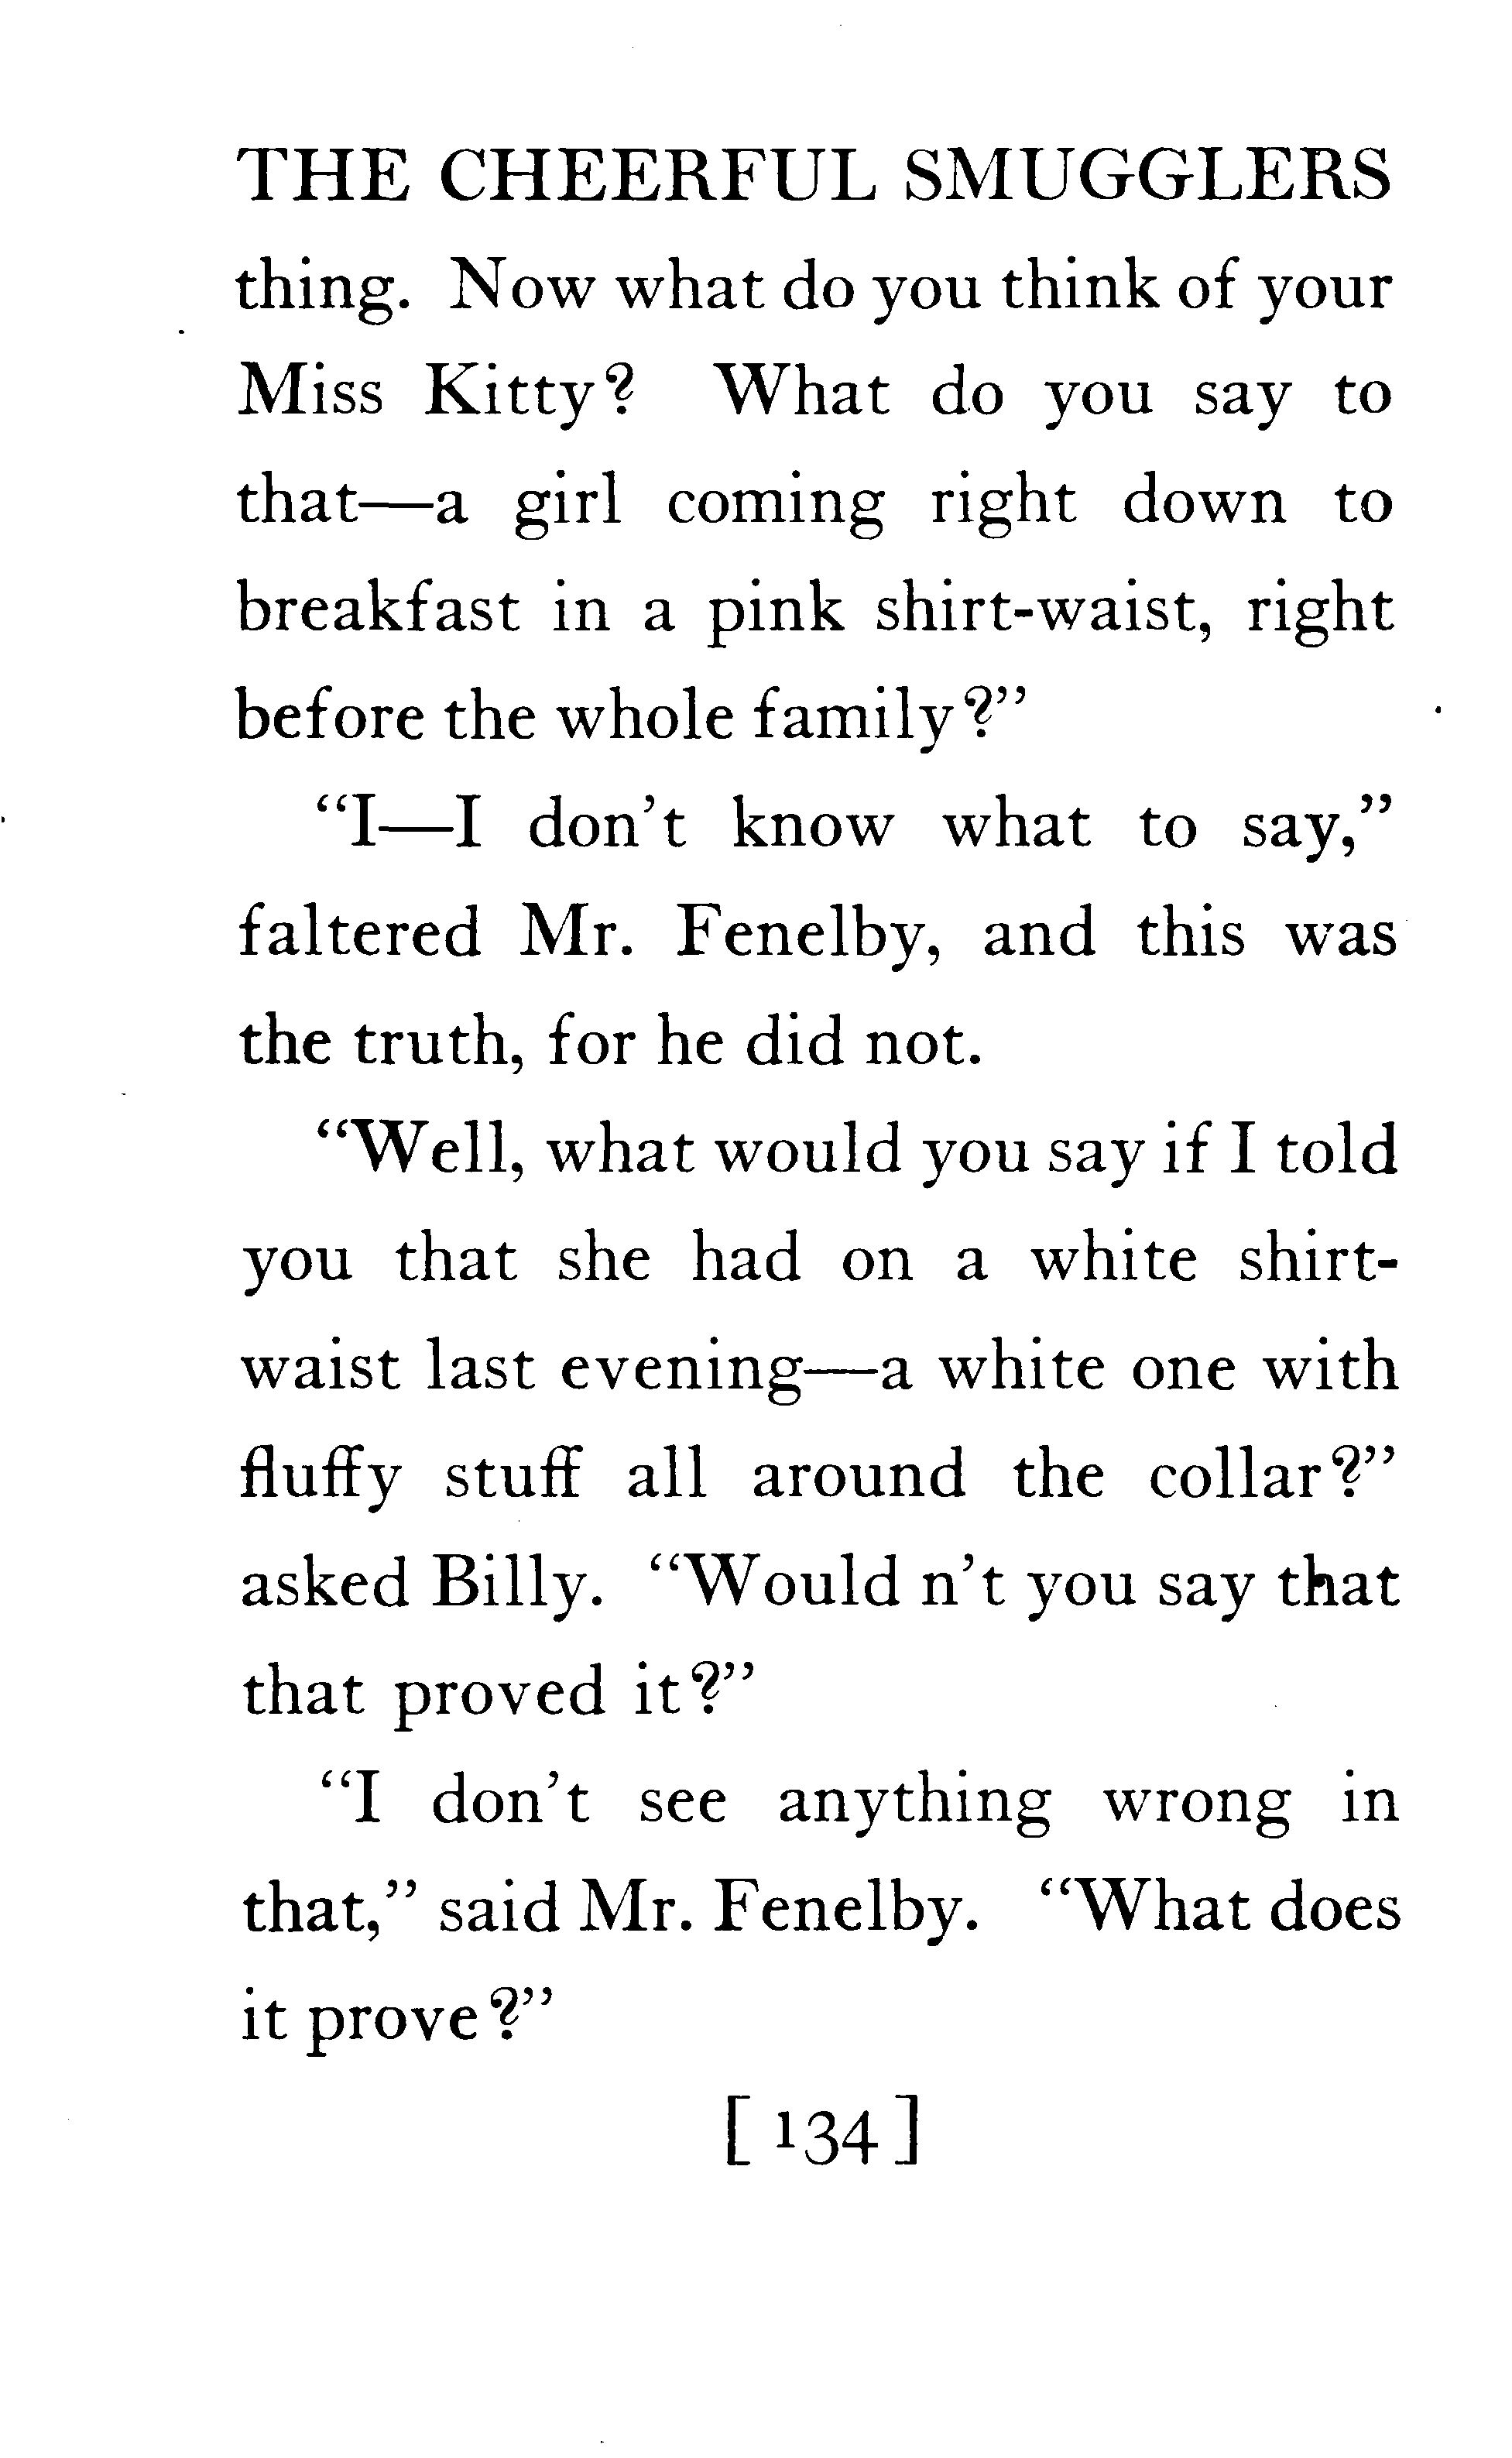 THE CHEERFUL SMUGGLERS
thing. Now what do you think of your
Miss Kitty? What do you say to
that—a girl coming right down to
breakfast in a pink shirt-waist, right
before the whole family?”
“I—I don’t know what to say,”
faltered Mr. Fenelby, and this was
the truth, for he did not.
“Well, what would you say if I told
you that she had on a white shirt-
waist last evening—a white one with
fluffy stuff all around the collar?”
asked Billy. “Would n’t you say that
that proved it?”
“I don’t see anything wrong in
that,” said Mr. Fenelby. “What does
it prove?”
[134]